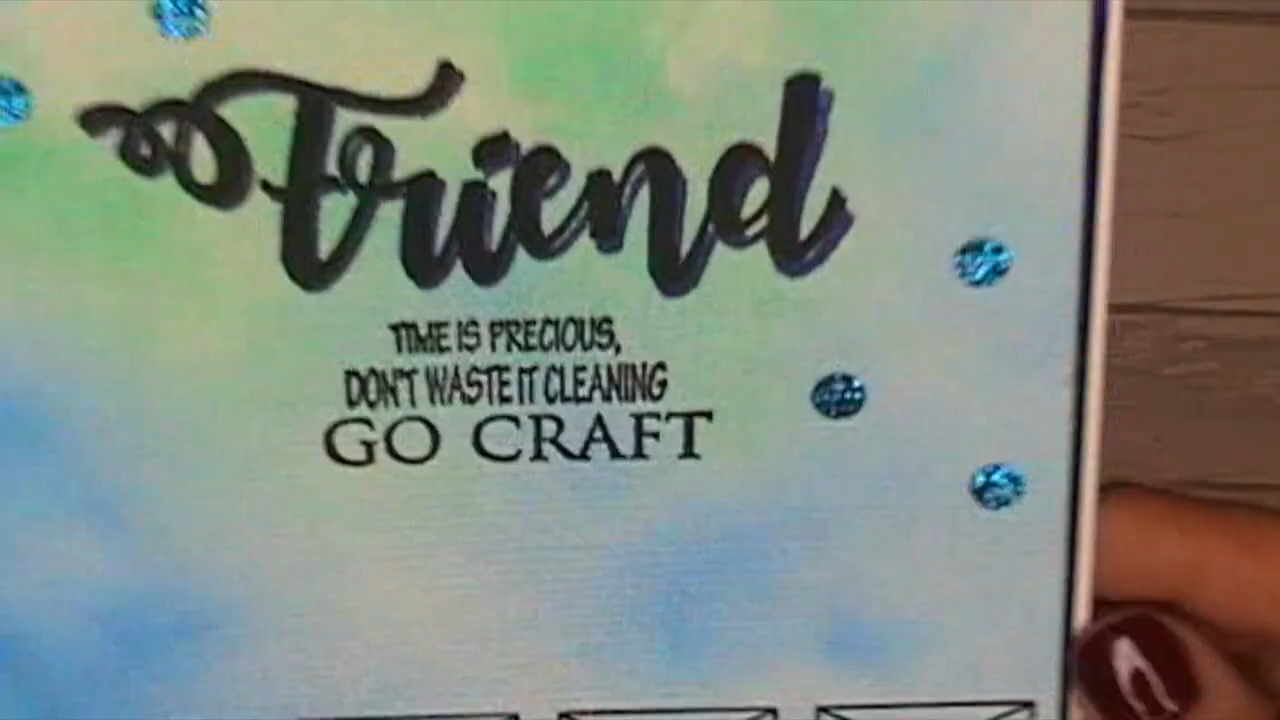 Friend
TIME IS PRECIOUS,
DON'T WASTE IT CLEANING
GO CRAFT